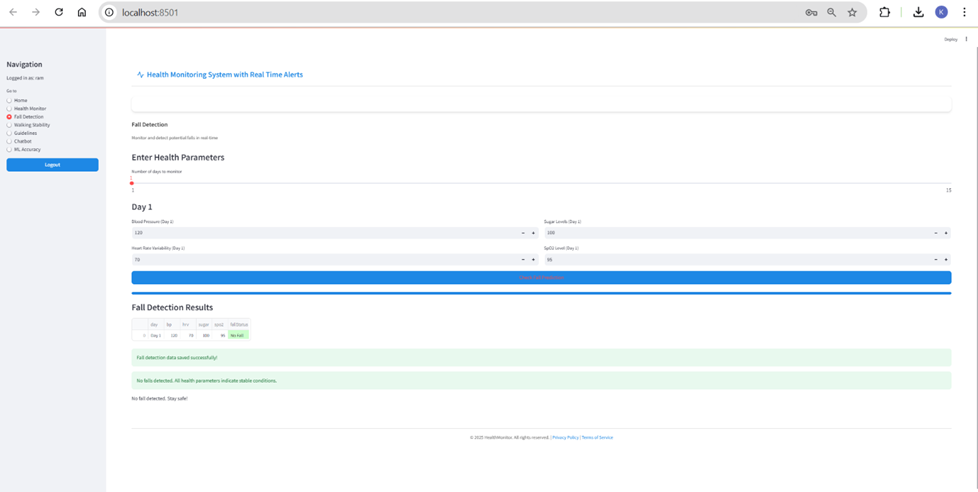 localhost:8501
K
Deploy
Navigation
Logged in as: ram
Go to
Home
Health Monitor
Fall Detection
Walking Stability
Guidelines
Chatbot
ML Accuracy
Logout
Health Monitoring System with Real Time Alerts
Fall Detection
Monitor and detect potential falls in real-time
Enter Health Parameters
Number of days to monitor
1
1 15
Day 1
Blood Pressure (Day 1) Sugar Levels (Day 1)
120 - + 100 - +
Heart Rate Variability (Day 1) SpO2 Level (Day 1)
70 - + 96 - +
Fall Detection Results
day bp hrv sugar spo2 fallStatus
Day 1 120 70 100 96 No Fall
Fall detection data saved successfully!
No falls detected. All health parameters indicate stable conditions.
No fall detected. Stay safe!
© 2025 HealthMonitor. All rights reserved. | Privacy Policy | Terms of Service